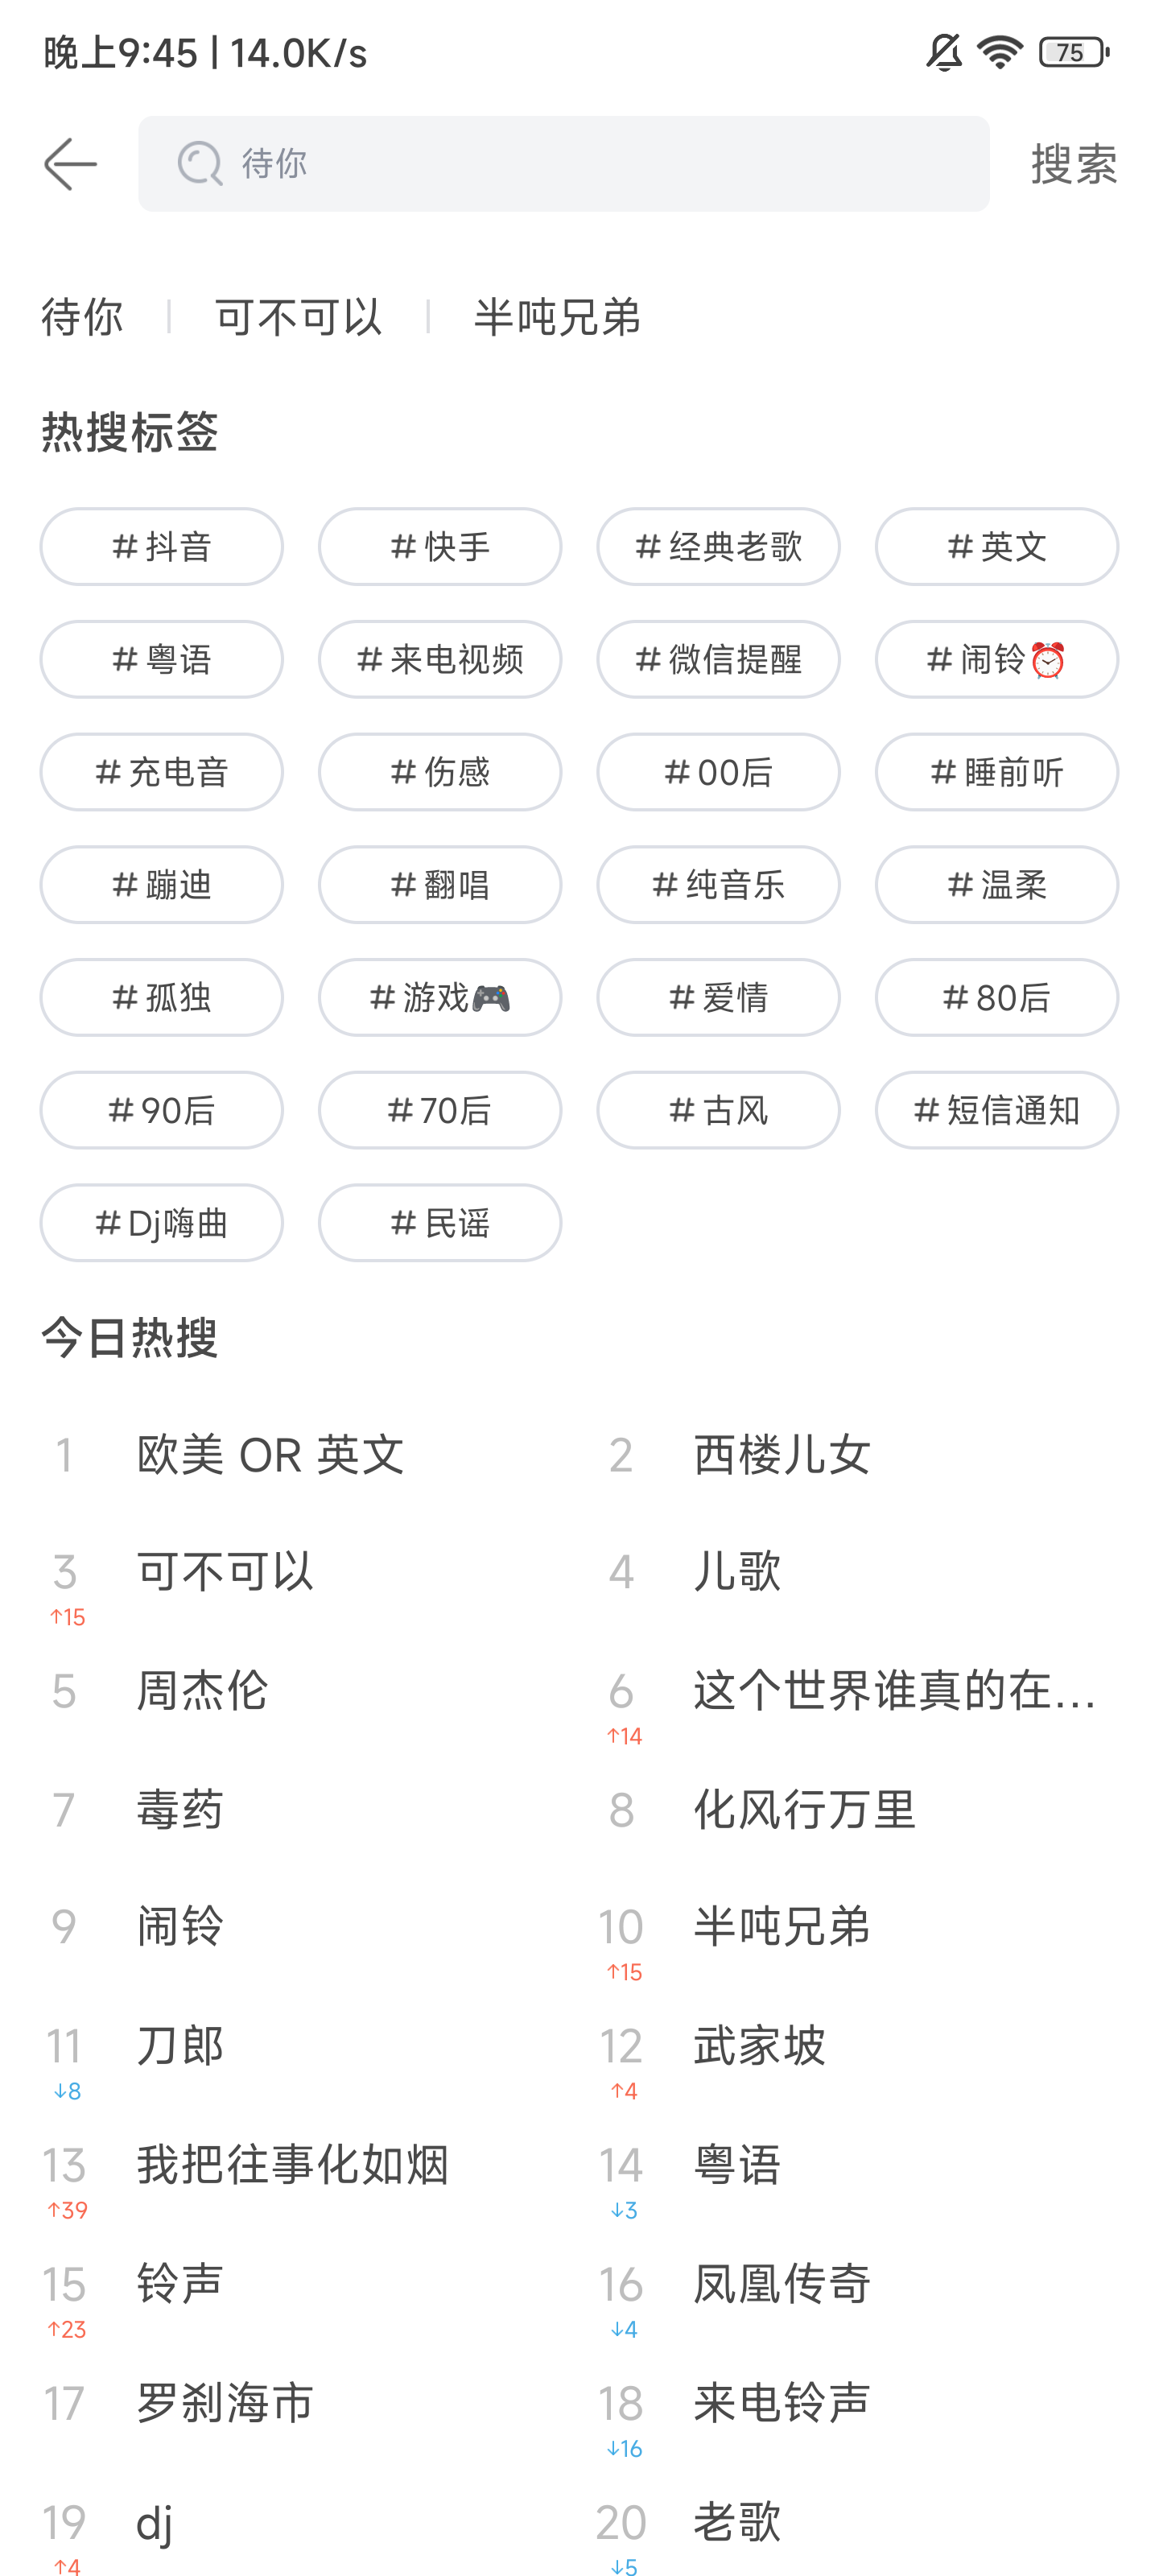 晚上9:45 | 14.0K/s 75
待你 搜索
待你 | 可不可以 | 半吨兄弟
热搜标签
# 抖音 # 快手 # 经典老歌 # 英文
# 粤语 # 来电视频 # 微信提醒 # 闹铃⏰
# 充电音 # 伤感 # 00后 # 睡前听
# 蹦迪 # 翻唱 # 纯音乐 # 温柔
# 孤独 # 游戏🎮 # 爱情 # 80后
# 90后 # 70后 # 古风 # 短信通知
# Dj嗨曲 # 民谣
今日热搜
1 欧美 OR 英文 2 西楼儿女
3 可不可以 4 儿歌
↑15
5 周杰伦 6 这个世界谁真的在...
↑14
7 毒药 8 化风行万里
9 闹铃 10 半吨兄弟
↑15
11 刀郎 12 武家坡
↓8 ↑4
13 我把往事化如烟 14 粤语
↑39 ↓3
15 铃声 16 凤凰传奇
↑23 ↓4
17 罗刹海市 18 来电铃声
↓16
19 dj 20 老歌
↑4 ↓5